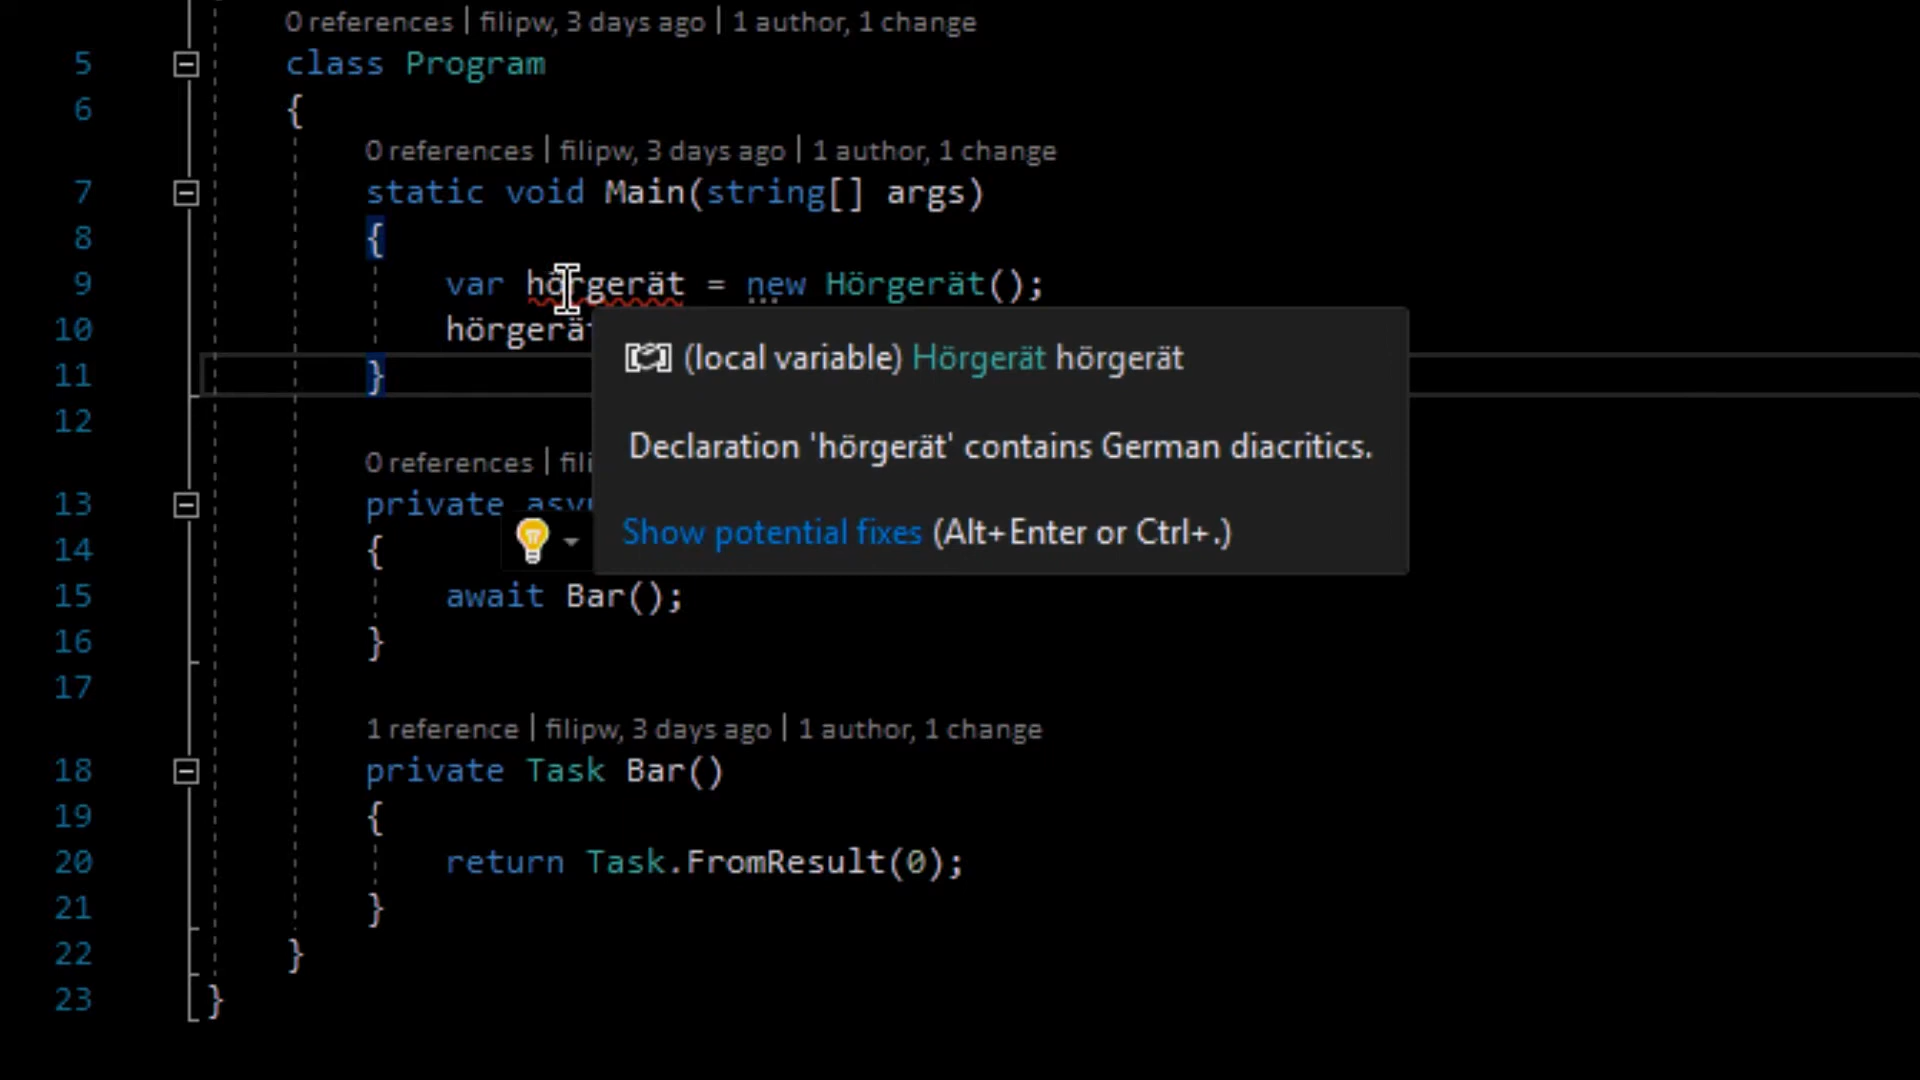 0 references | filipw, 3 days ago | 1 author, 1 change
5 class Program
6 {
0 references | filipw, 3 days ago | 1 author, 1 change
7 static void Main(string[] args)
8 {
9 var hörgerät = new Hörgerät();
10 hörgerät
(local variable) Hörgerät hörgerät
11 }
12
Declaration 'hörgerät' contains German diacritics.
0 references |
13 private
Show potential fixes (Alt+Enter or Ctrl+.)
14 {
15 await Bar();
16 }
17
1 reference | filipw, 3 days ago | 1 author, 1 change
18 private Task Bar()
19 {
20 return Task.FromResult(0);
21 }
22 }
23 }